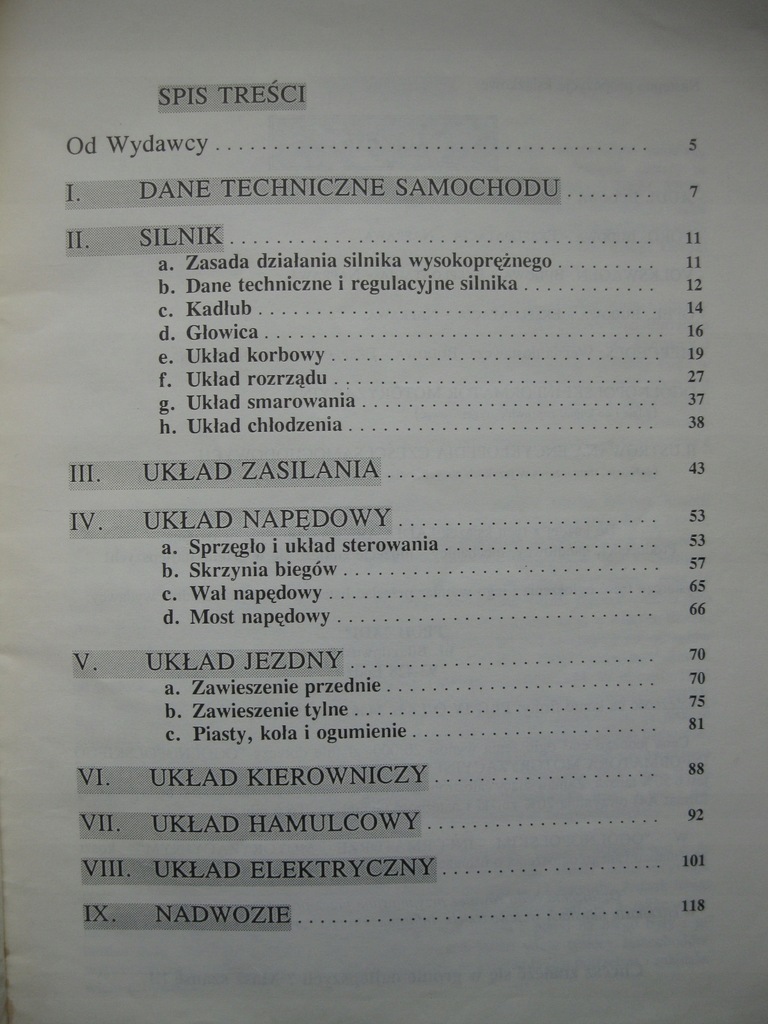 SPIS TREŚCI
Od Wydawcy . . . . . . . . . . . . . . . . . . . . . . . . . . . . . . . . . . . . . . 5
I. DANE TECHNICZNE SAMOCHODU . . . . . . . . 7
II. SILNIK . . . . . . . . . . . . . . . . . . . . . . . . . . . . . . . . . . . . . 11
a. Zasada działania silnika wysokoprężnego . . . . . . . . . 11
b. Dane techniczne i regulacyjne silnika . . . . . . . . . . . . 12
c. Kadłub . . . . . . . . . . . . . . . . . . . . . . . . . . . . . . . . . . . 14
d. Głowica . . . . . . . . . . . . . . . . . . . . . . . . . . . . . . . . . . 16
e. Układ korbowy . . . . . . . . . . . . . . . . . . . . . . . . . . . . . 19
f. Układ rozrządu . . . . . . . . . . . . . . . . . . . . . . . . . . . . . 27
g. Układ smarowania . . . . . . . . . . . . . . . . . . . . . . . . . . 37
h. Układ chłodzenia . . . . . . . . . . . . . . . . . . . . . . . . . . . 38
III. UKŁAD ZASILANIA . . . . . . . . . . . . . . . . . . . . . . . . 43
IV. UKŁAD NAPĘDOWY . . . . . . . . . . . . . . . . . . . . . . . 53
a. Sprzęgło i układ sterowania . . . . . . . . . . . . . . . . . . . 53
b. Skrzynia biegów . . . . . . . . . . . . . . . . . . . . . . . . . . . . 57
c. Wał napędowy . . . . . . . . . . . . . . . . . . . . . . . . . . . . . 65
d. Most napędowy . . . . . . . . . . . . . . . . . . . . . . . . . . . . 66
V. UKŁAD JEZDNY . . . . . . . . . . . . . . . . . . . . . . . . . . . 70
a. Zawieszenie przednie . . . . . . . . . . . . . . . . . . . . . . . . 70
b. Zawieszenie tylne . . . . . . . . . . . . . . . . . . . . . . . . . . . 75
c. Piasty, koła i ogumienie . . . . . . . . . . . . . . . . . . . . . . 81
VI. UKŁAD KIEROWNICZY . . . . . . . . . . . . . . . . . . . . 88
VII. UKŁAD HAMULCOWY . . . . . . . . . . . . . . . . . . . . . 92
VIII. UKŁAD ELEKTRYCZNY . . . . . . . . . . . . . . . . . . . . 101
IX. NADWOZIE . . . . . . . . . . . . . . . . . . . . . . . . . . . . . . . 118